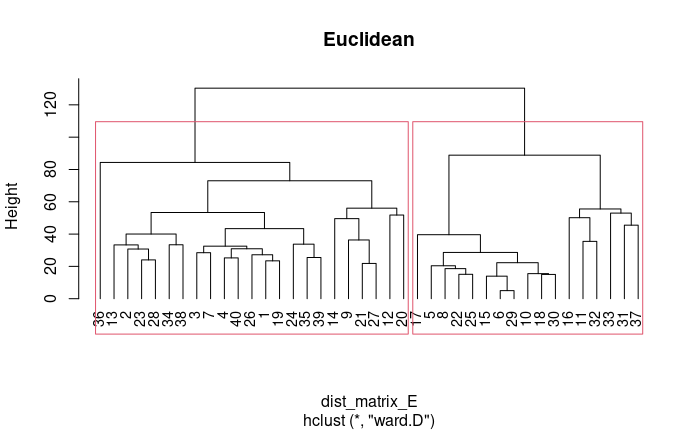 Euclidean
Height
0 20 40 60 80 120
36 13 2 23 28 34 38 3 7 4 40 26 1 19 24 35 39 14 9 21 27 12 20 17 5 8 22 25 15 6 29 10 18 30 16 11 32 33 31 37
dist_matrix_E
hclust (*, "ward.D")